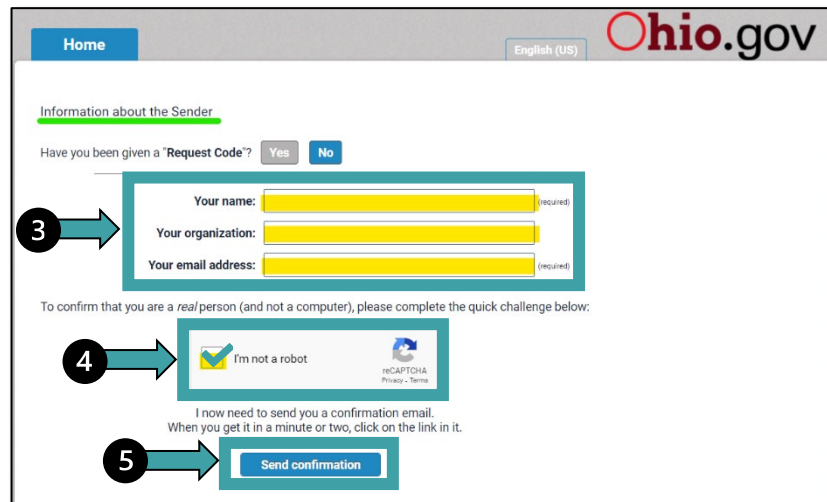 Home
English (US)
Ohio.gov
Information about the Sender
Have you been given a "Request Code"? Yes No
3
Your name: (required)
Your organization:
Your email address: (required)
To confirm that you are a real person (and not a computer), please complete the quick challenge below:
4
I'm not a robot
reCAPTCHA
Privacy - Terms
I now need to send you a confirmation email.
When you get it in a minute or two, click on the link in it.
5
Send confirmation